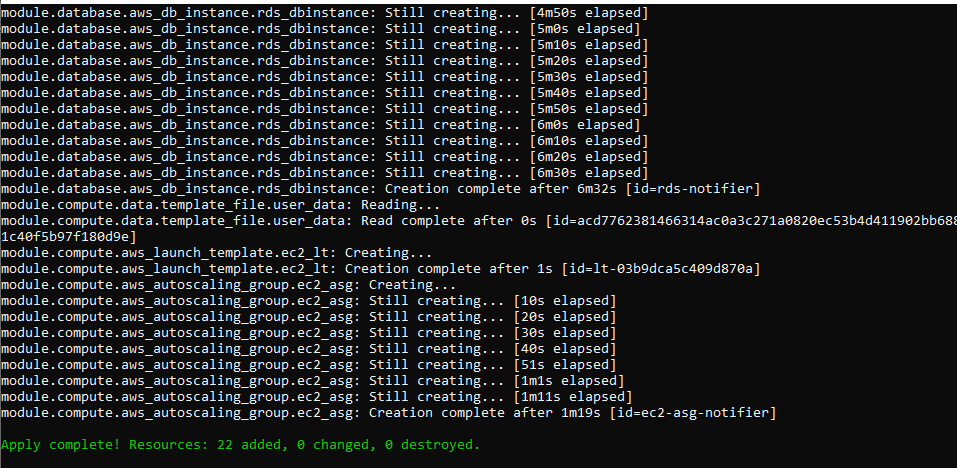 module.database.aws_db_instance.rds_dbinstance: Still creating... [4m50s elapsed]
module.database.aws_db_instance.rds_dbinstance: Still creating... [5m0s elapsed]
module.database.aws_db_instance.rds_dbinstance: Still creating... [5m10s elapsed]
module.database.aws_db_instance.rds_dbinstance: Still creating... [5m20s elapsed]
module.database.aws_db_instance.rds_dbinstance: Still creating... [5m30s elapsed]
module.database.aws_db_instance.rds_dbinstance: Still creating... [5m40s elapsed]
module.database.aws_db_instance.rds_dbinstance: Still creating... [5m50s elapsed]
module.database.aws_db_instance.rds_dbinstance: Still creating... [6m0s elapsed]
module.database.aws_db_instance.rds_dbinstance: Still creating... [6m10s elapsed]
module.database.aws_db_instance.rds_dbinstance: Still creating... [6m20s elapsed]
module.database.aws_db_instance.rds_dbinstance: Still creating... [6m30s elapsed]
module.database.aws_db_instance.rds_dbinstance: Creation complete after 6m32s [id=rds-notifier]
module.compute.data.template_file.user_data: Reading...
module.compute.data.template_file.user_data: Read complete after 0s [id=acd7762381466314ac0a3c271a0820ec53b4d411902bb688
1c40f5b97f180d9e]
module.compute.aws_launch_template.ec2_lt: Creating...
module.compute.aws_launch_template.ec2_lt: Creation complete after 1s [id=lt-03b9dca5c409d870a]
module.compute.aws_autoscaling_group.ec2_asg: Creating...
module.compute.aws_autoscaling_group.ec2_asg: Still creating... [10s elapsed]
module.compute.aws_autoscaling_group.ec2_asg: Still creating... [20s elapsed]
module.compute.aws_autoscaling_group.ec2_asg: Still creating... [30s elapsed]
module.compute.aws_autoscaling_group.ec2_asg: Still creating... [40s elapsed]
module.compute.aws_autoscaling_group.ec2_asg: Still creating... [51s elapsed]
module.compute.aws_autoscaling_group.ec2_asg: Still creating... [1m1s elapsed]
module.compute.aws_autoscaling_group.ec2_asg: Still creating... [1m11s elapsed]
module.compute.aws_autoscaling_group.ec2_asg: Creation complete after 1m19s [id=ec2-asg-notifier]
Apply complete! Resources: 22 added, 0 changed, 0 destroyed.